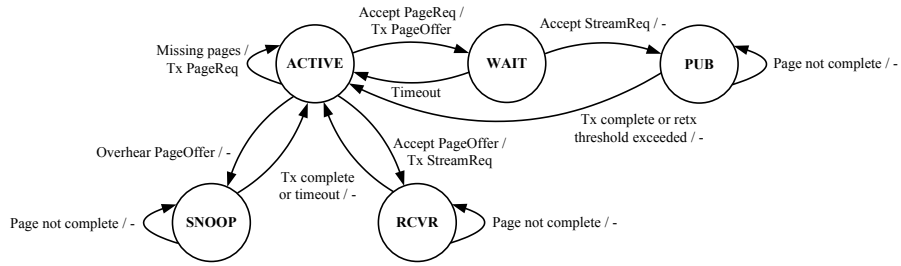 Accept PageReq /
Tx PageOffer
Accept StreamReq / -
Missing pages /
Tx PageReq
ACTIVE
WAIT
PUB
Page not complete / -
Timeout
Tx complete or retx
threshold exceeded / -
Overhear PageOffer / -
Accept PageOffer /
Tx StreamReq
Tx complete
or timeout / -
Page not complete / -
SNOOP
RCVR
Page not complete / -